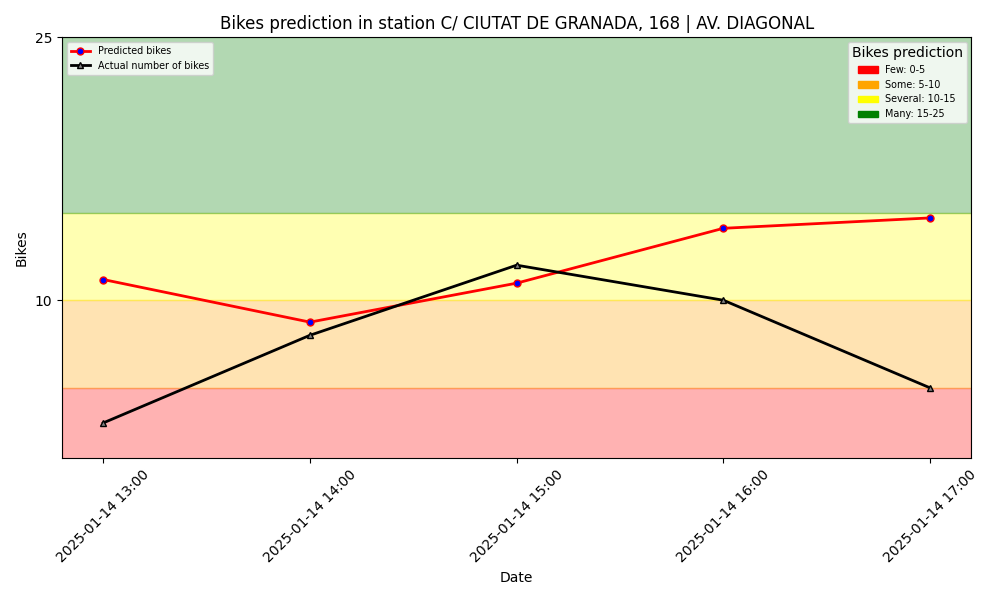 Bikes prediction in station C/ CIUTAT DE GRANADA, 168 | AV. DIAGONAL
25
Predicted bikes
Actual number of bikes
Bikes prediction
Few: 0-5
Some: 5-10
Several: 10-15
Many: 15-25
Bikes
10
2025-01-14 13:00
2025-01-14 14:00
2025-01-14 15:00
2025-01-14 16:00
2025-01-14 17:00
Date